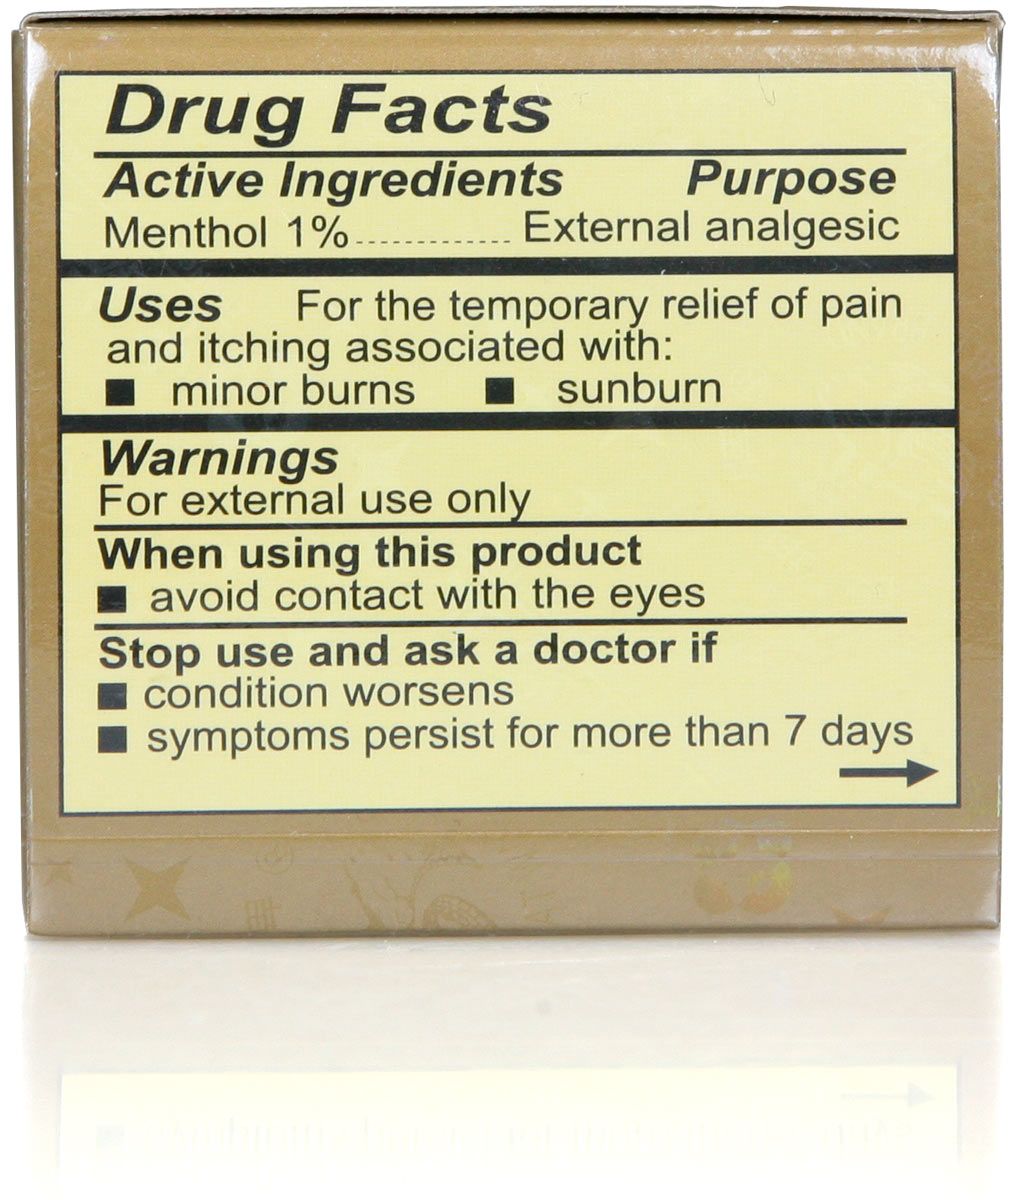 Drug Facts
Active Ingredients Purpose
Menthol 1%............. External analgesic
Uses For the temporary relief of pain
and itching associated with:
■ minor burns ■ sunburn
Warnings
For external use only
When using this product
■ avoid contact with the eyes
Stop use and ask a doctor if
■ condition worsens
■ symptoms persist for more than 7 days